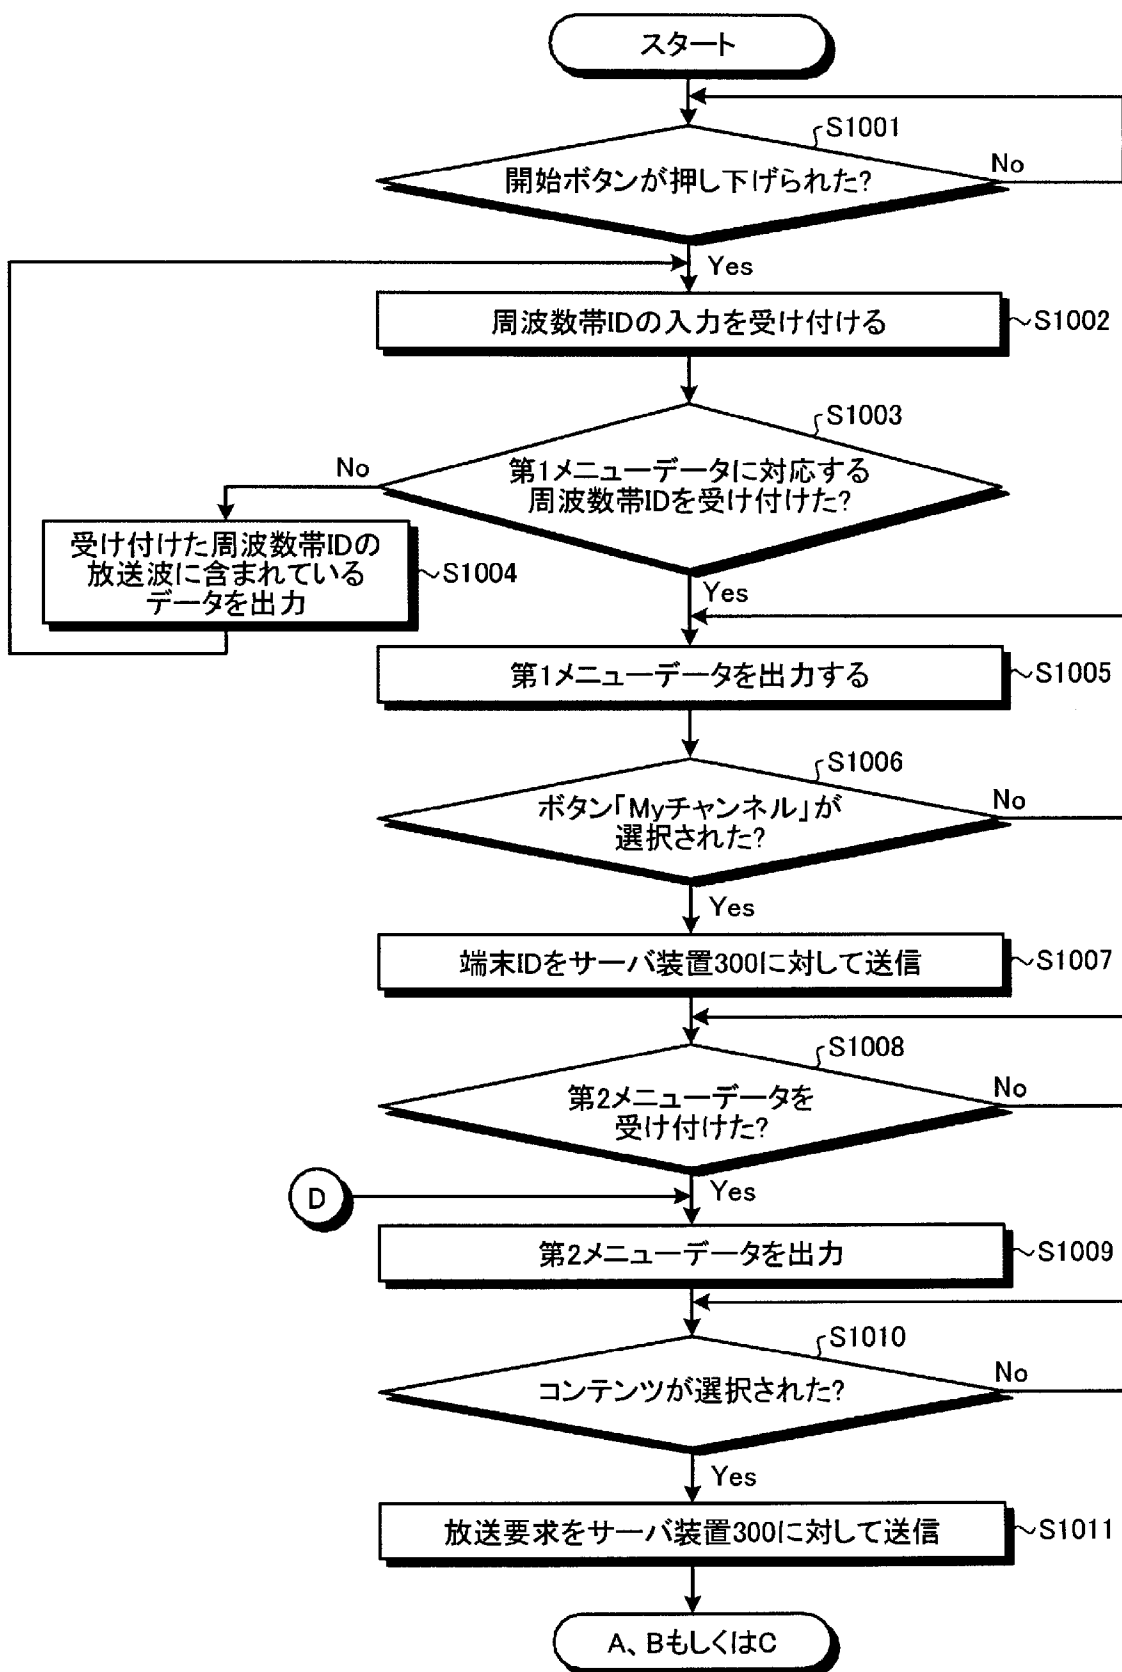 スタート
S1001
開始ボタンが押し下げられた?
No
Yes
周波数帯IDの入力を受け付ける
S1002
S1003
第1メニューデータに対応する
周波数帯IDを受け付けた?
No
受け付けた周波数帯IDの
放送波に含まれている
データを出力
S1004
Yes
第1メニューデータを出力する
S1005
S1006
ボタン「Myチャンネル」が
選択された?
No
Yes
端末IDをサーバ装置300に対して送信
S1007
S1008
第2メニューデータを
受け付けた?
No
D
Yes
第2メニューデータを出力
S1009
S1010
コンテンツが選択された?
No
Yes
放送要求をサーバ装置300に対して送信
S1011
A、BもしくはC